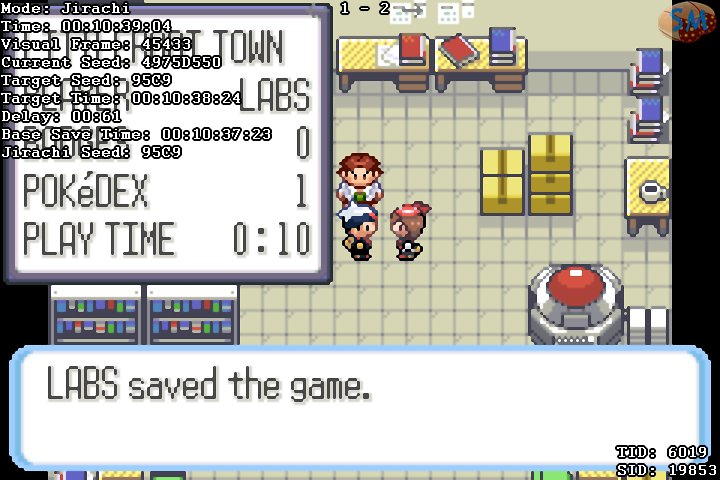 Mode: Jirachi
1 - 2
SM
Time: 00:10:39:04
Visual Frame: 45433
TOWN
Current Seed: 4975D550
Target Seed: 95C9
Target Time: 00:10:38:24
LABS
Delay: 00:61
Base Save Time: 00:10:37:23
0
Jirachi Seed: 95C9
POKéDEX 1
PLAY TIME 0:10
LABS saved the game.
TID: 6019
SID: 19853